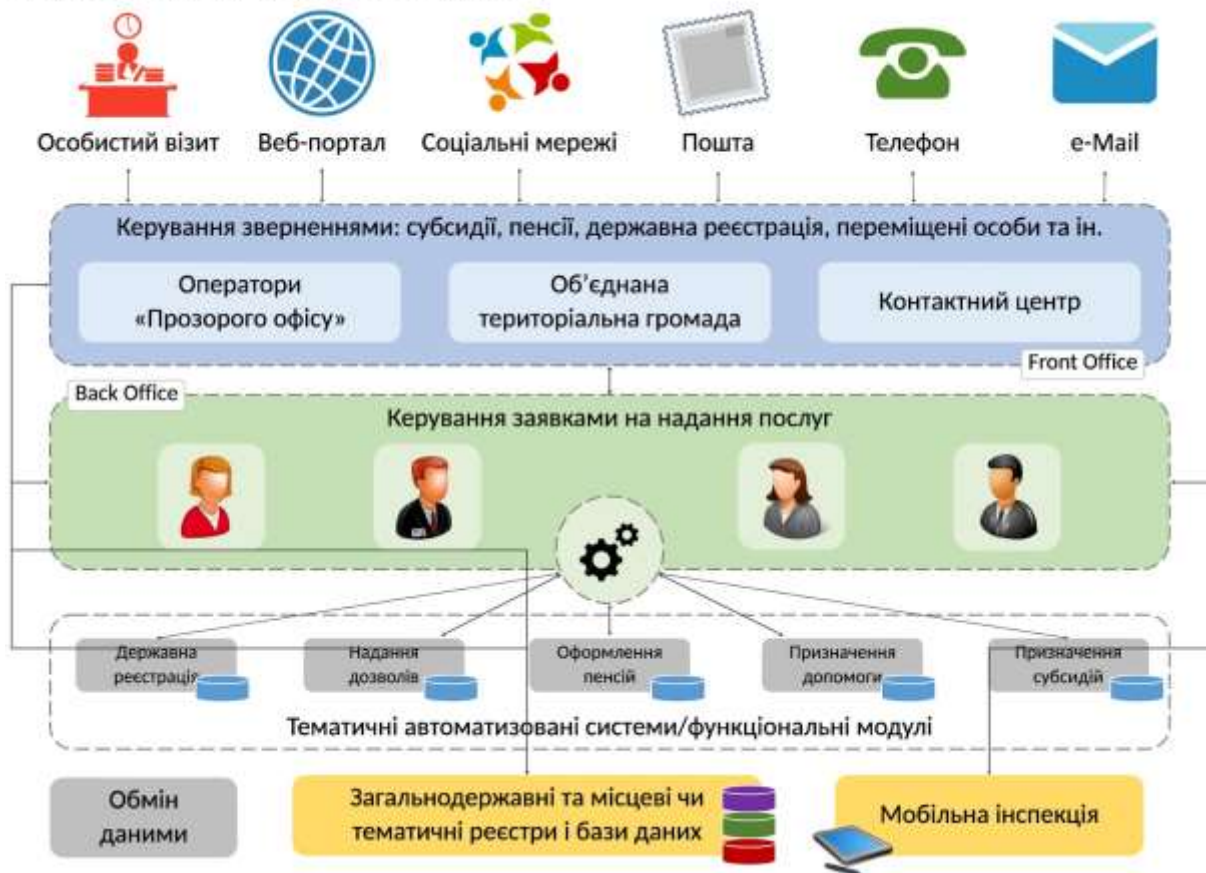 Особистий візит
Веб-портал
Соціальні мережі
Пошта
Телефон
e-Mail
Керування зверненнями: субсидії, пенсії, державна реєстрація, переміщені особи та ін.
Оператори
«Прозорого офісу»
Об’єднана
територіальна громада
Контактний центр
Front Office
Back Office
Керування заявками на надання послуг
Державна
реєстрація
Надання
дозволів
Оформлення
пенсій
Призначення
допомоги
Призначення
субсидій
Тематичні автоматизовані системи/функціональні модулі
Обмін
даними
Загальнодержавні та місцеві чи
тематичні реєстри і бази даних
Мобільна інспекція